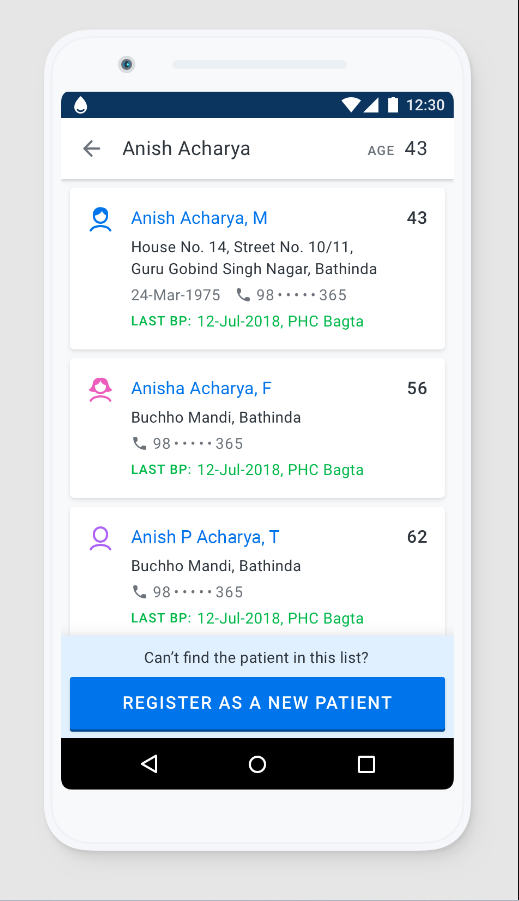 12:30
Anish Acharya AGE 43
Anish Acharya, M 43
House No. 14, Street No. 10/11,
Guru Gobind Singh Nagar, Bathinda
24-Mar-1975 98•••••365
LAST BP: 12-Jul-2018, PHC Bagta
Anisha Acharya, F 56
Buchho Mandi, Bathinda
98•••••365
LAST BP: 12-Jul-2018, PHC Bagta
Anish P Acharya, T 62
Buchho Mandi, Bathinda
98•••••365
LAST BP: 12-Jul-2018, PHC Bagta
Can’t find the patient in this list?
REGISTER AS A NEW PATIENT